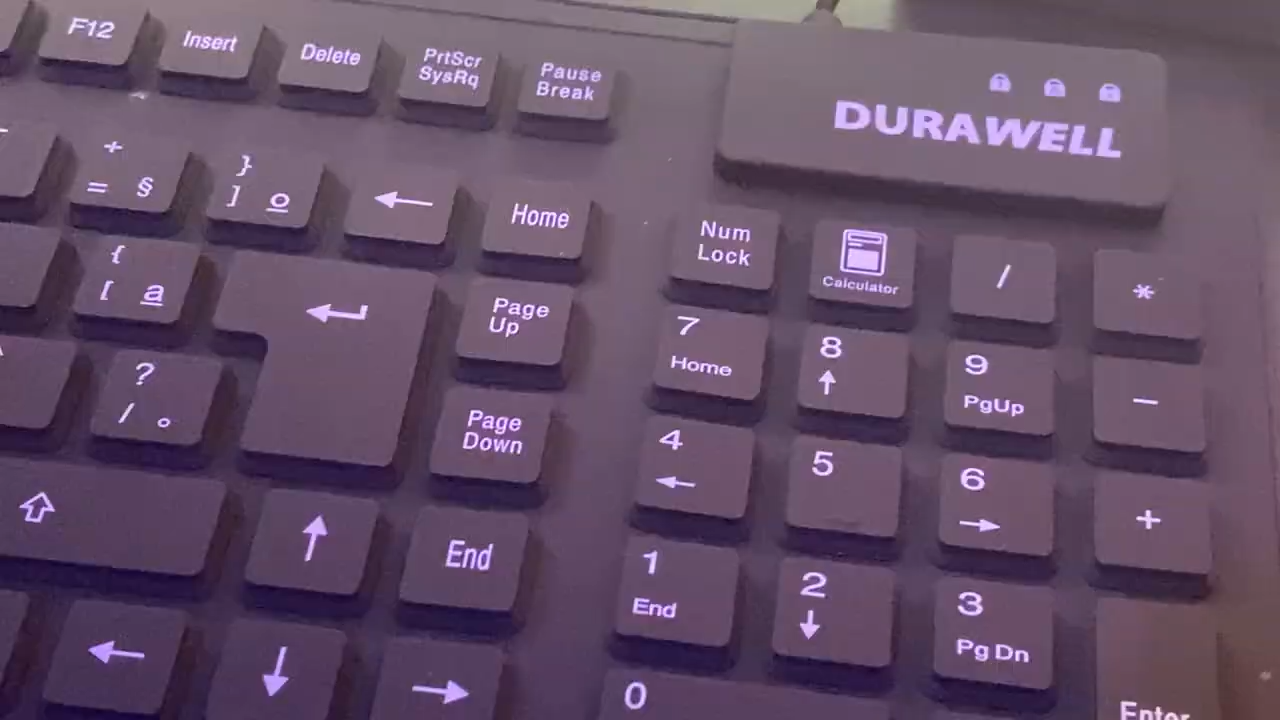 F12 Insert Delete PrtScr Pause
SysRq Break
DURAWELL
+ }
= § ] º ← Home
Num
Lock Calculator / *
{
[ ª ↵ Page
Up
7 8 9
Home ↑ PgUp −
?
/ ° Page
Down
4 5 6
← → +
⇧ ↑ End
1 2 3
End ↓ Pg Dn
← ↓ → 0 Enter